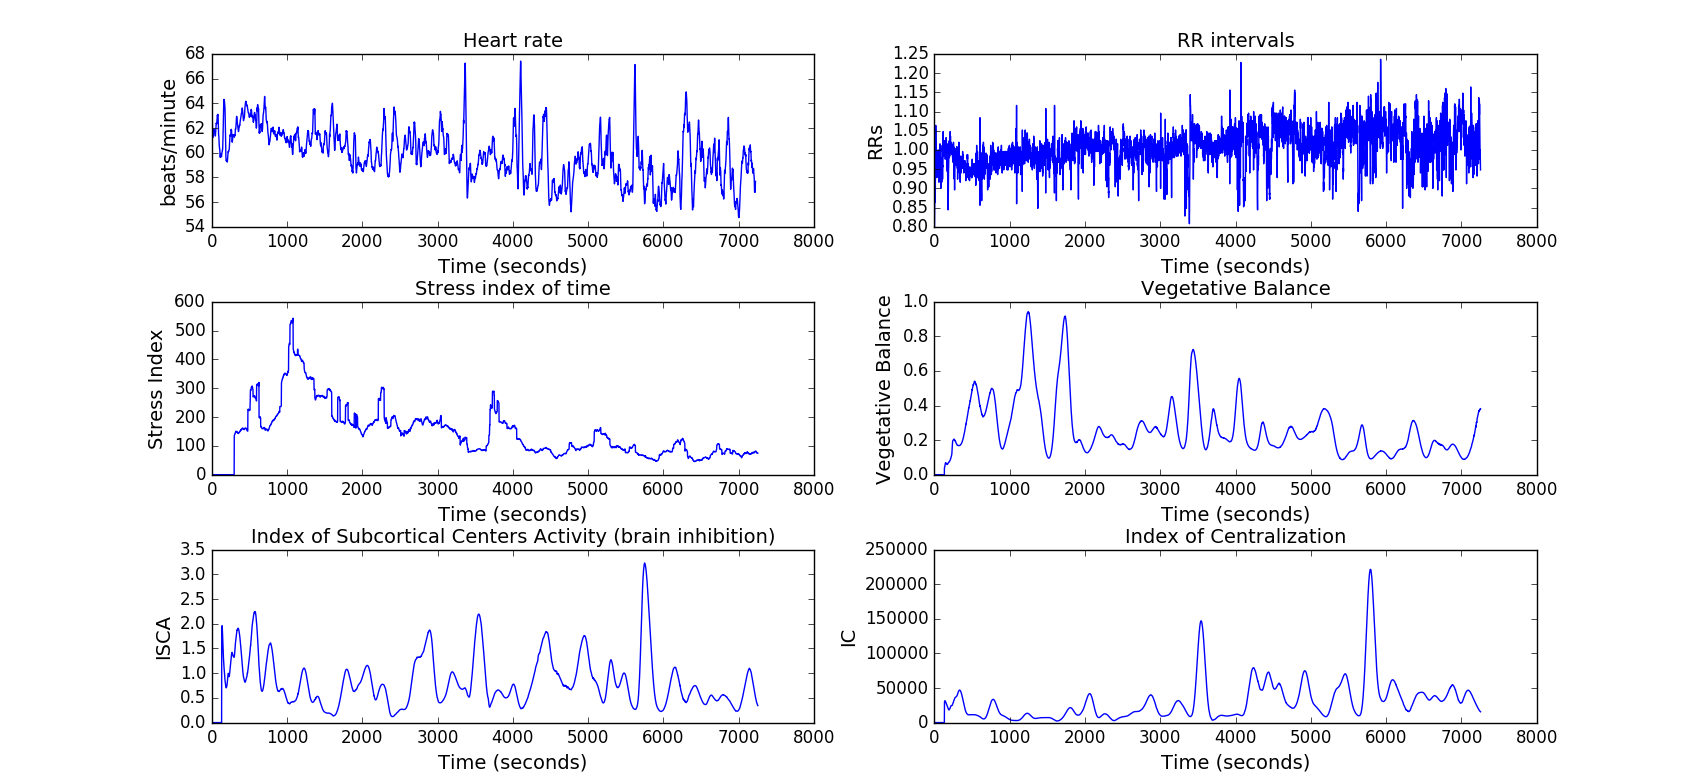 Heart rate
68
66
64
62
60
58
56
54
beats/minute
0 1000 2000 3000 4000 5000 6000 7000 8000
Time (seconds)
RR intervals
1.25
1.20
1.15
1.10
1.05
1.00
0.95
0.90
0.85
0.80
RRs
0 1000 2000 3000 4000 5000 6000 7000 8000
Time (seconds)
Stress index of time
600
500
400
300
200
100
0
Stress Index
0 1000 2000 3000 4000 5000 6000 7000 8000
Time (seconds)
Vegetative Balance
1.0
0.8
0.6
0.4
0.2
0.0
Vegetative Balance
0 1000 2000 3000 4000 5000 6000 7000 8000
Time (seconds)
Index of Subcortical Centers Activity (brain inhibition)
3.5
3.0
2.5
2.0
1.5
1.0
0.5
0.0
ISCA
0 1000 2000 3000 4000 5000 6000 7000 8000
Time (seconds)
Index of Centralization
250000
200000
150000
100000
50000
0
IC
0 1000 2000 3000 4000 5000 6000 7000 8000
Time (seconds)